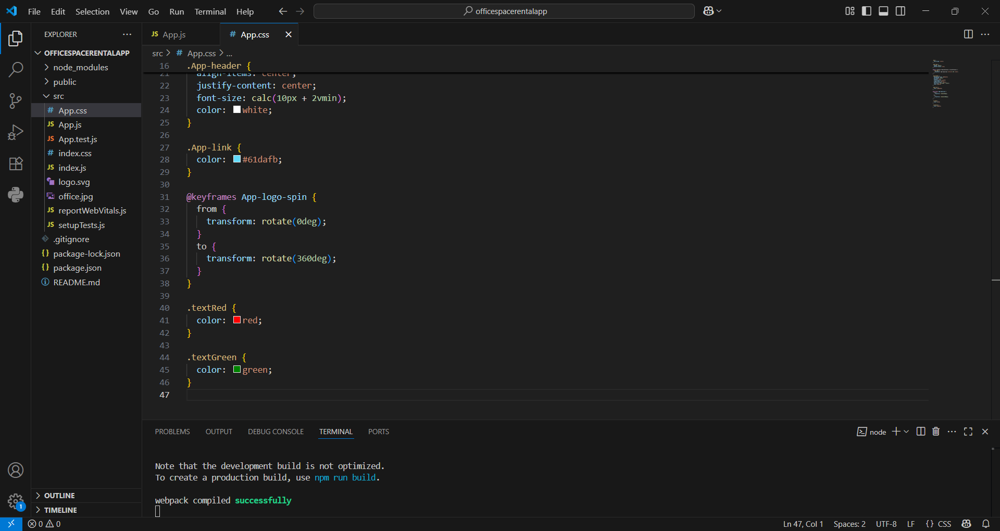 File Edit Selection View Go Run Terminal Help
officespacerentalapp
EXPLORER
OFFICESPACERENTALAPP
node_modules
public
src
# App.css
JS App.js
JS App.test.js
# index.css
JS index.js
logo.svg
office.jpg
JS reportWebVitals.js
JS setupTests.js
.gitignore
{} package-lock.json
{} package.json
README.md
OUTLINE
TIMELINE
1
JS App.js
# App.css
src > # App.css > ...
16 .App-header {
21 align-items: center;
22 justify-content: center;
23 font-size: calc(10px + 2vmin);
24 color: white;
25 }
26
27 .App-link {
28 color: #61dafb;
29 }
30
31 @keyframes App-logo-spin {
32 from {
33 transform: rotate(0deg);
34 }
35 to {
36 transform: rotate(360deg);
37 }
38 }
39
40 .textRed {
41 color: red;
42 }
43
44 .textGreen {
45 color: green;
46 }
47
PROBLEMS OUTPUT DEBUG CONSOLE TERMINAL PORTS
node
Note that the development build is not optimized.
To create a production build, use npm run build.
webpack compiled successfully
0 0
Ln 47, Col 1 Spaces: 2 UTF-8 LF {} CSS